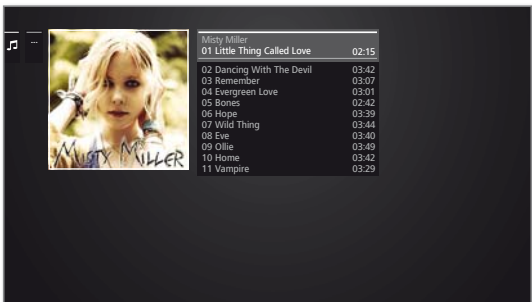 ...
MISTY MILLER
Misty Miller
01 Little Thing Called Love 02:15
02 Dancing With The Devil 03:42
03 Remember 03:07
04 Evergreen Love 03:01
05 Bones 02:42
06 Hope 03:39
07 Wild Thing 03:44
08 Eve 03:40
09 Ollie 03:49
10 Home 03:42
11 Vampire 03:29